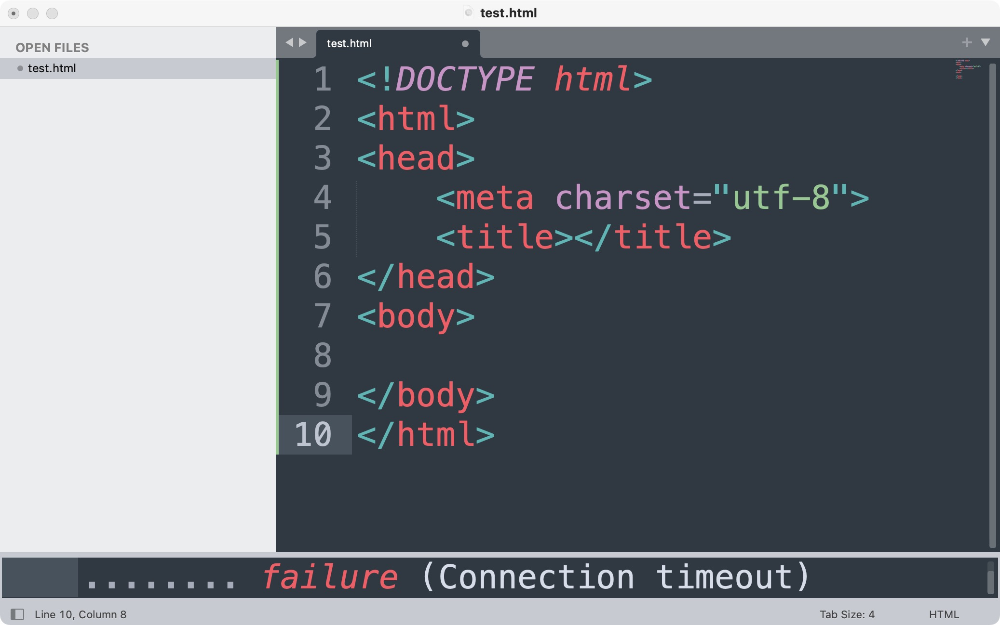 test.html
OPEN FILES
test.html
test.html
1 <!DOCTYPE html>
2 <html>
3 <head>
4     <meta charset="utf-8">
5     <title></title>
6 </head>
7 <body>
8
9 </body>
10 </html>
........ failure (Connection timeout)
Line 10, Column 8
Tab Size: 4
HTML